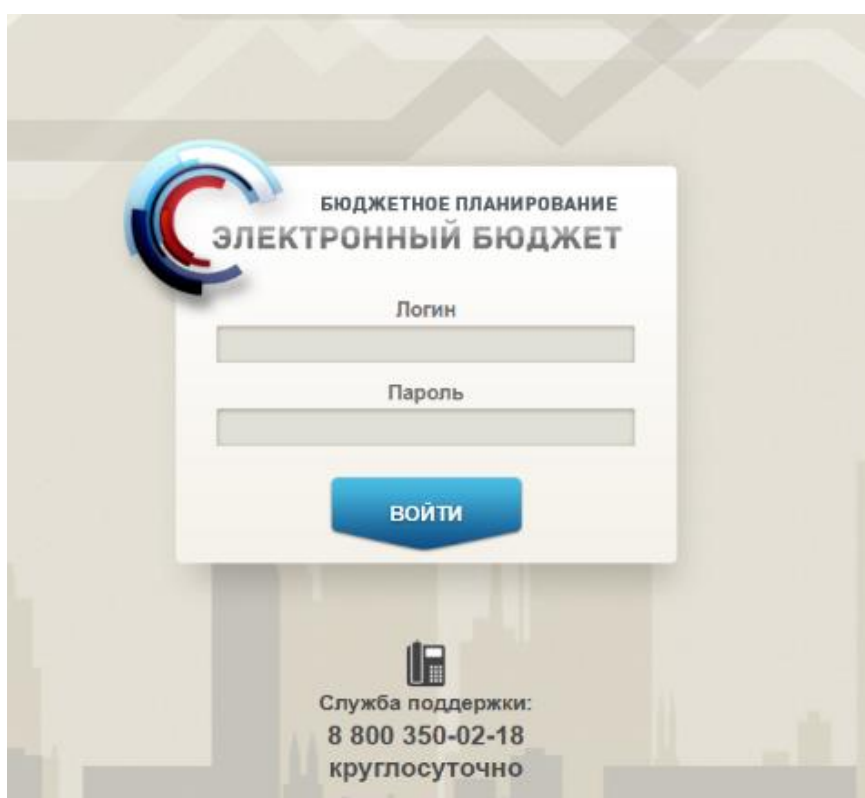 БЮДЖЕТНОЕ ПЛАНИРОВАНИЕ
ЭЛЕКТРОННЫЙ БЮДЖЕТ
Логин
Пароль
ВОЙТИ
Служба поддержки:
8 800 350-02-18
круглосуточно